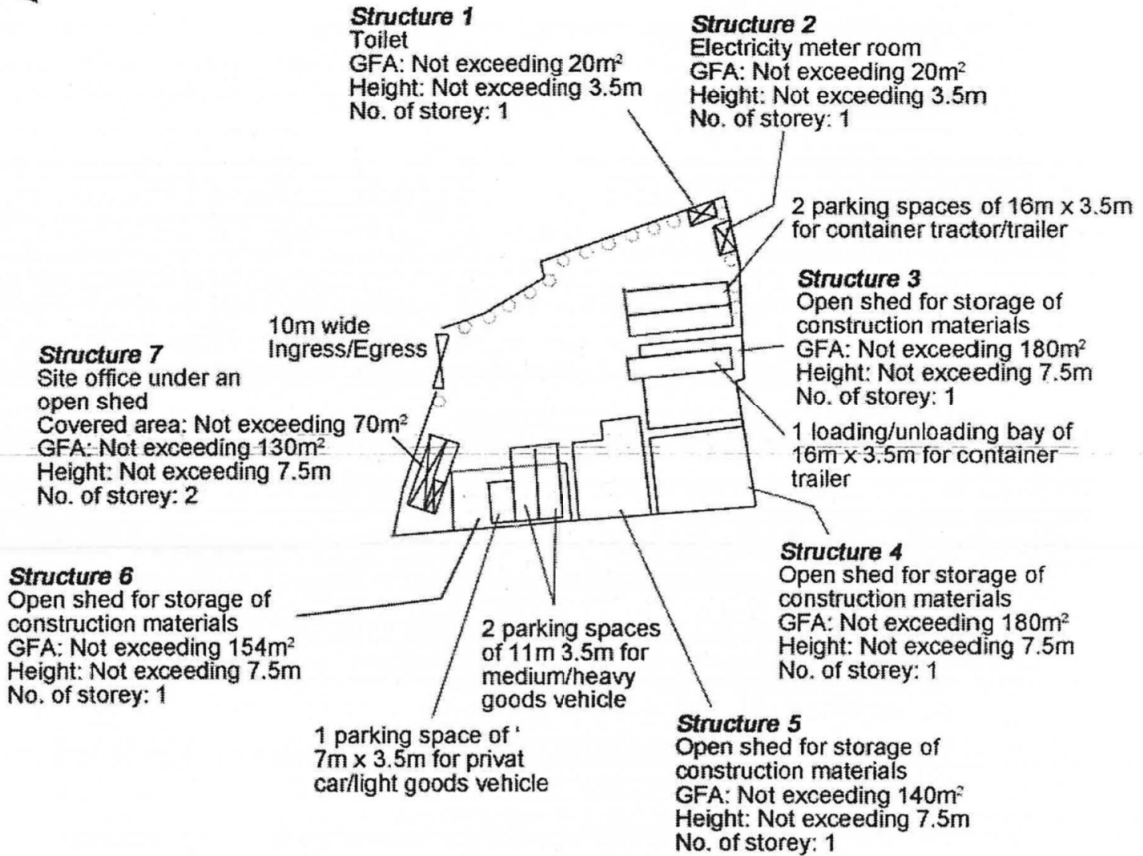 Structure 1
Toilet
GFA: Not exceeding 20m²
Height: Not exceeding 3.5m
No. of storey: 1
Structure 2
Electricity meter room
GFA: Not exceeding 20m²
Height: Not exceeding 3.5m
No. of storey: 1
2 parking spaces of 16m x 3.5m
for container tractor/trailer
Structure 3
Open shed for storage of
construction materials
GFA: Not exceeding 180m²
Height: Not exceeding 7.5m
No. of storey: 1
10m wide
Ingress/Egress
Structure 7
Site office under an
open shed
Covered area: Not exceeding 70m²
GFA: Not exceeding 130m²
Height: Not exceeding 7.5m
No. of storey: 2
1 loading/unloading bay of
16m x 3.5m for container
trailer
Structure 4
Open shed for storage of
construction materials
GFA: Not exceeding 180m²
Height: Not exceeding 7.5m
No. of storey: 1
Structure 6
Open shed for storage of
construction materials
GFA: Not exceeding 154m²
Height: Not exceeding 7.5m
No. of storey: 1
2 parking spaces
of 11m 3.5m for
medium/heavy
goods vehicle
1 parking space of '
7m x 3.5m for privat
car/light goods vehicle
Structure 5
Open shed for storage of
construction materials
GFA: Not exceeding 140m²
Height: Not exceeding 7.5m
No. of storey: 1